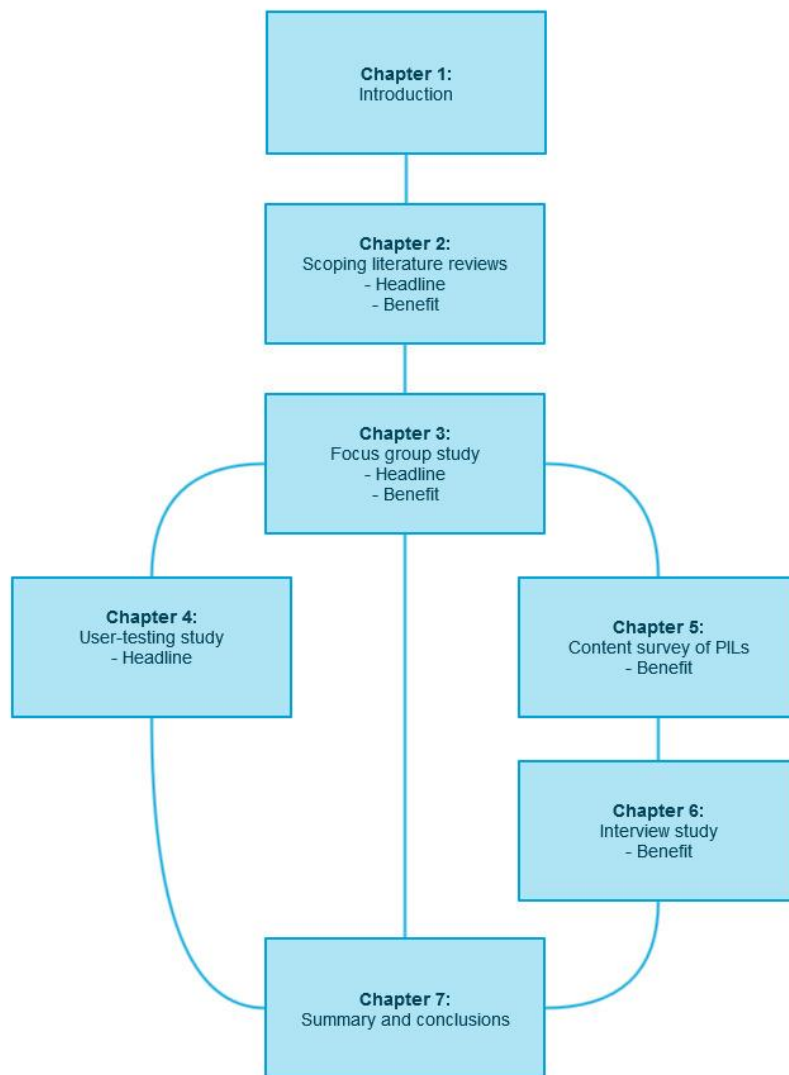 Chapter 1:
Introduction
Chapter 2:
Scoping literature reviews
- Headline
- Benefit
Chapter 3:
Focus group study
- Headline
- Benefit
Chapter 4:
User-testing study
- Headline
Chapter 5:
Content survey of PILs
- Benefit
Chapter 6:
Interview study
- Benefit
Chapter 7:
Summary and conclusions